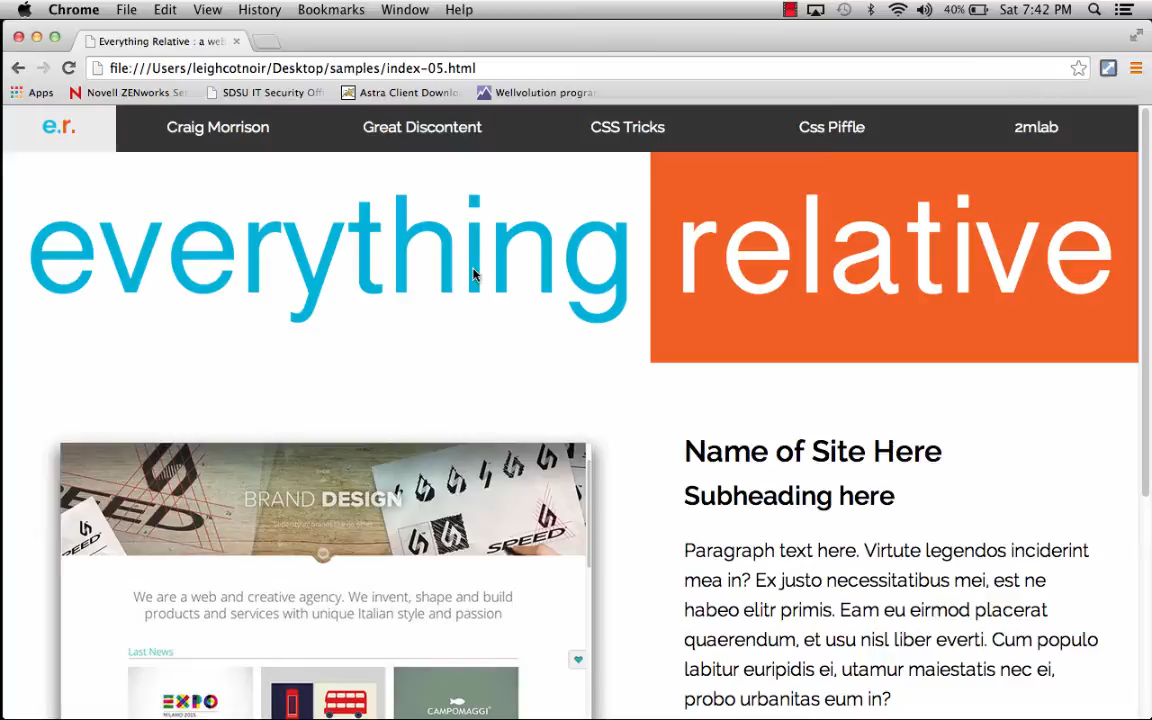 Chrome File Edit View History Bookmarks Window Help 40% Sat 7:42 PM
Everything Relative : a we
file:///Users/leighcotnoir/Desktop/samples/index-05.html
Apps Novell ZENworks Se SDSU IT Security Off Astra Client Downlo Wellvolution progra
e.r. Craig Morrison Great Discontent CSS Tricks Css Piffle 2mlab
everything relative
BRAND DESIGN
SPEED
SPEED
Name of Site Here
Subheading here
Paragraph text here. Virtute legendos inciderint
mea in? Ex justo necessitatibus mei, est ne
habeo elitr primis. Eam eu eirmod placerat
quaerendum, et usu nisl liber everti. Cum populo
labitur euripidis ei, utamur maiestatis nec ei,
probo urbanitas eum in?
We are a web and creative agency. We invent, shape and build
products and services with unique Italian style and passion
Last News
EXPO
MILANO 2015
CAMPOMAGGI